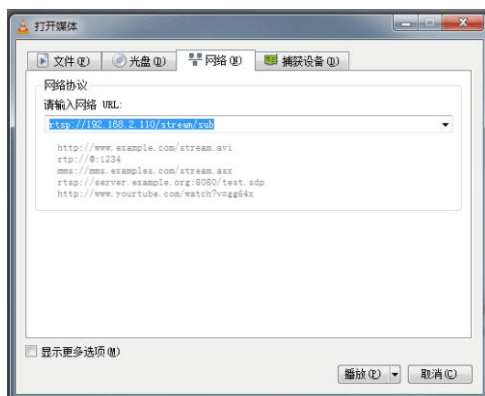 打开媒体
文件(F) 光盘(D) 网络(N) 捕获设备(D)
网络协议
请输入网络 URL:
rtsp://192.168.2.110/stream/sub
http://www.example.com/stream.avi
rtp://@:1234
mms://mms.examples.com/stream.asx
rtsp://server.example.org:8080/test.sdp
http://www.yourtube.com/watch?v=gg64x
显示更多选项(M)
播放(P) 取消(C)